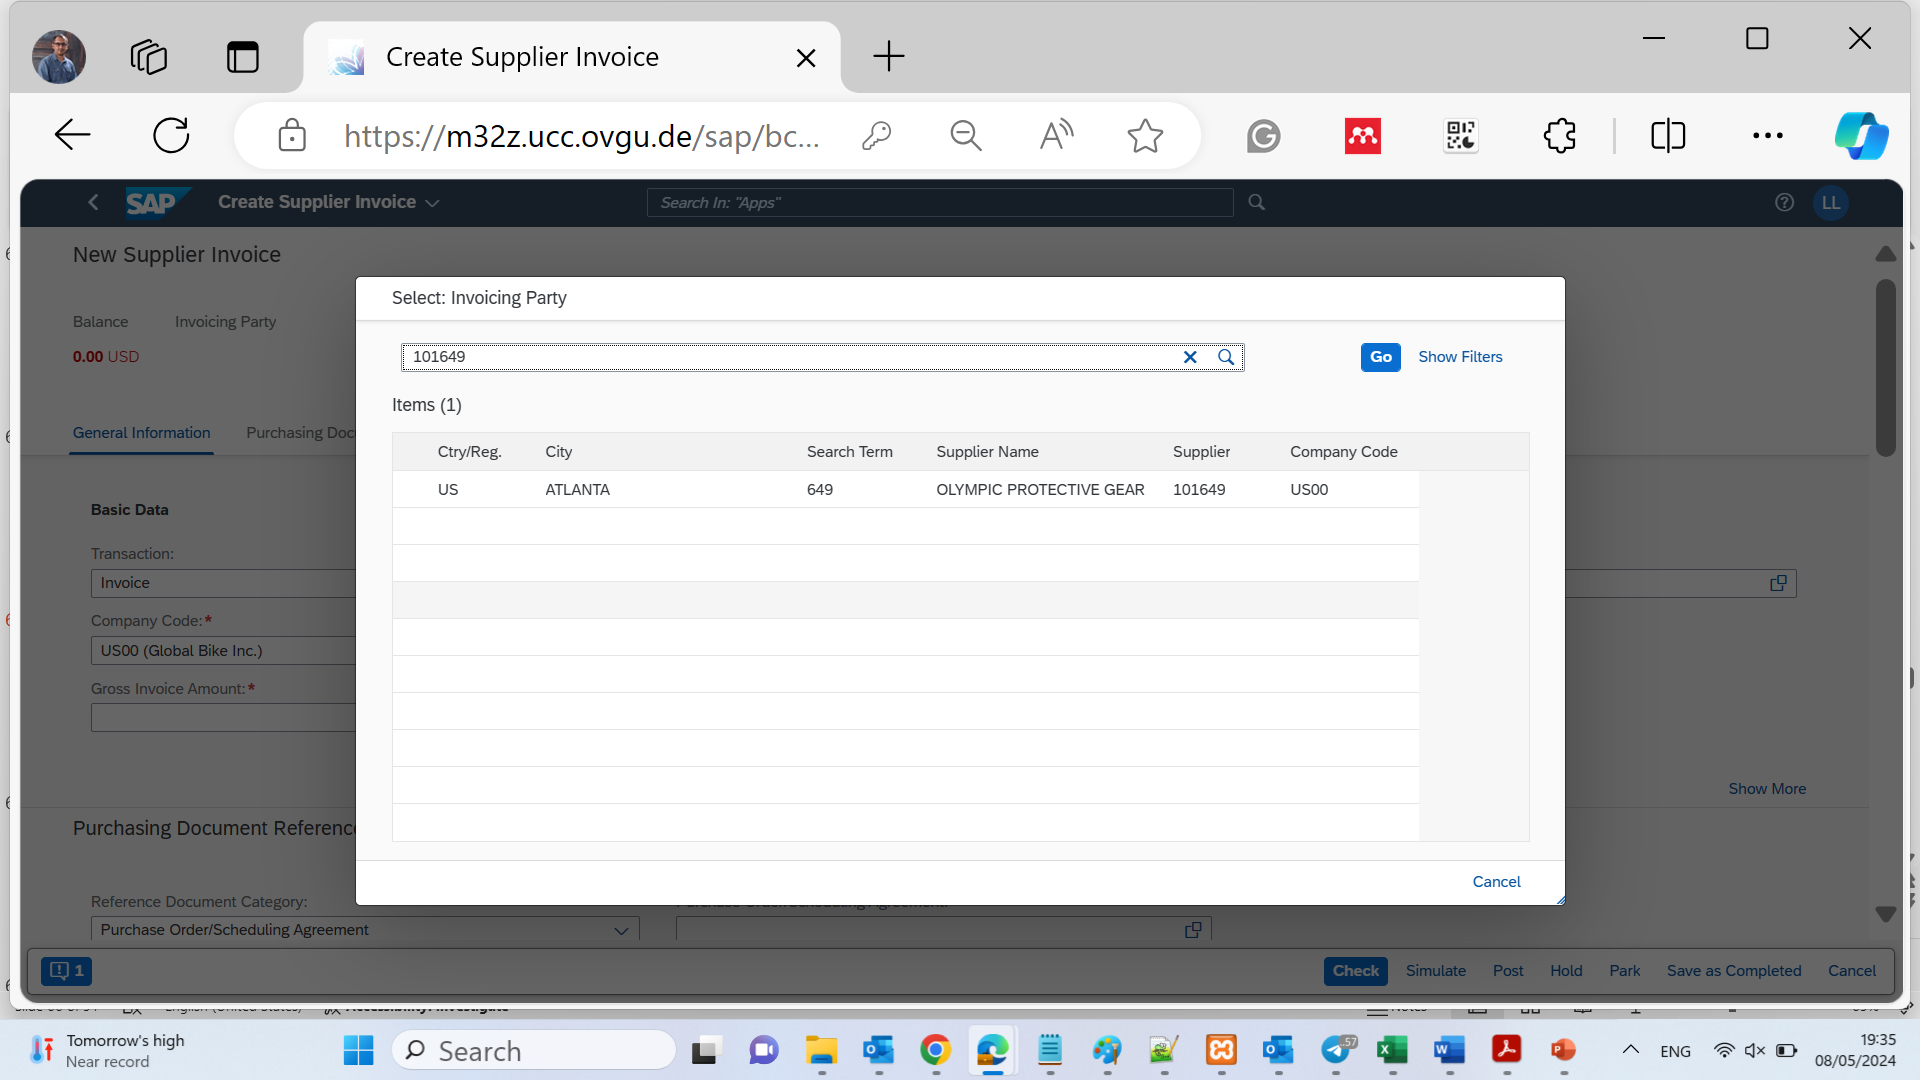 Create Supplier Invoice
https://m32z.ucc.ovgu.de/sap/bc...
SAP Create Supplier Invoice Search In: "Apps" LL
New Supplier Invoice
Select: Invoicing Party
Balance Invoicing Party
0.00 USD
101649 Go Show Filters
Items (1)
General Information Purchasing Doc
Ctry/Reg. City Search Term Supplier Name Supplier Company Code
US ATLANTA 649 OLYMPIC PROTECTIVE GEAR 101649 US00
Basic Data
Transaction:
Invoice
Company Code:*
US00 (Global Bike Inc.)
Gross Invoice Amount:*
Show More
Purchasing Document Reference
Cancel
Reference Document Category:
Purchase Order/Scheduling Agreement
1 Check Simulate Post Hold Park Save as Completed Cancel
Tomorrow's high
Near record
Search
57
ENG
19:35
08/05/2024